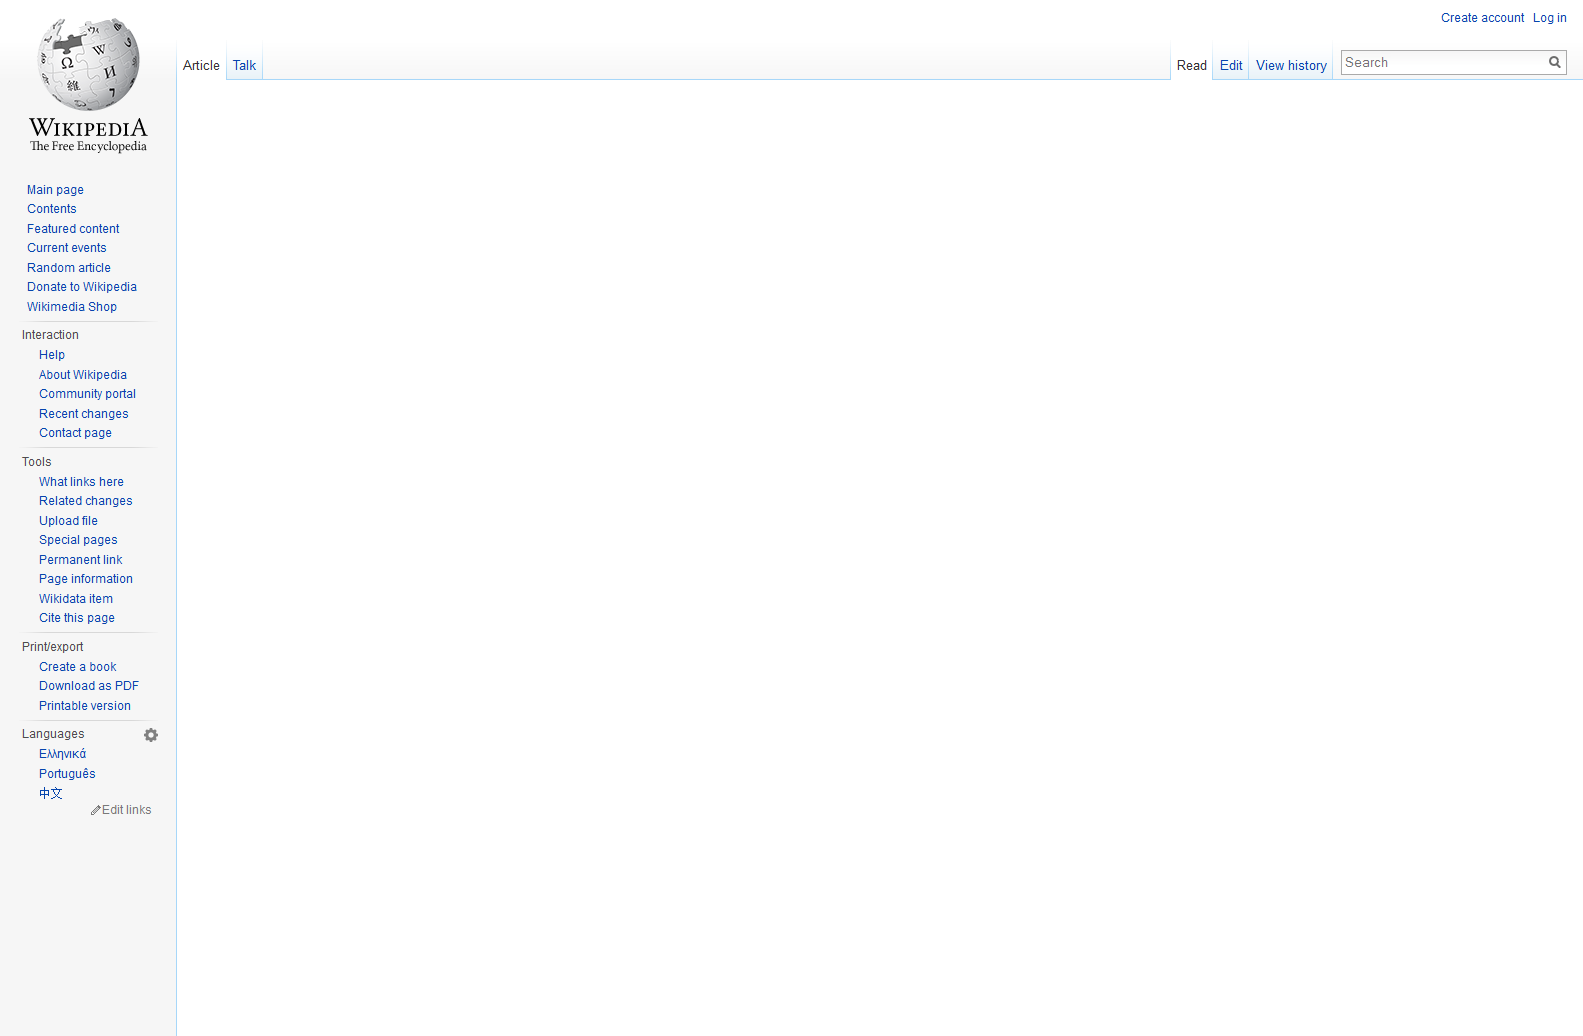 Create account Log in
Article Talk Read Edit View history Search
Ω W И 維
WIKIPEDIA
The Free Encyclopedia
Main page
Contents
Featured content
Current events
Random article
Donate to Wikipedia
Wikimedia Shop
Interaction
Help
About Wikipedia
Community portal
Recent changes
Contact page
Tools
What links here
Related changes
Upload file
Special pages
Permanent link
Page information
Wikidata item
Cite this page
Print/export
Create a book
Download as PDF
Printable version
Languages
Ελληνικά
Português
中文
Edit links